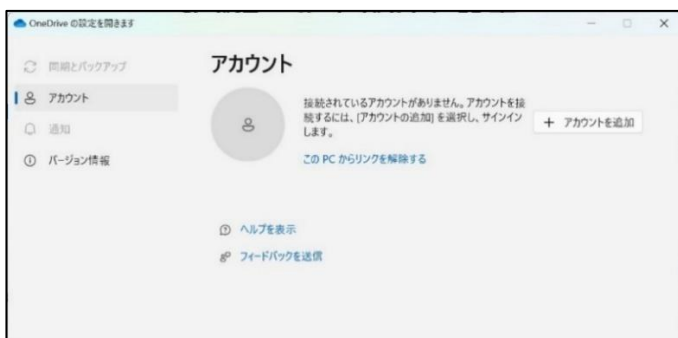 OneDrive の設定を開きます
同期とバックアップ
アカウント
通知
バージョン情報
アカウント
接続されているアカウントがありません。アカウントを接
続するには、[アカウントの追加] を選択し、サインイン
します。
＋ アカウントを追加
この PC からリンクを解除する
ヘルプを表示
フィードバックを送信